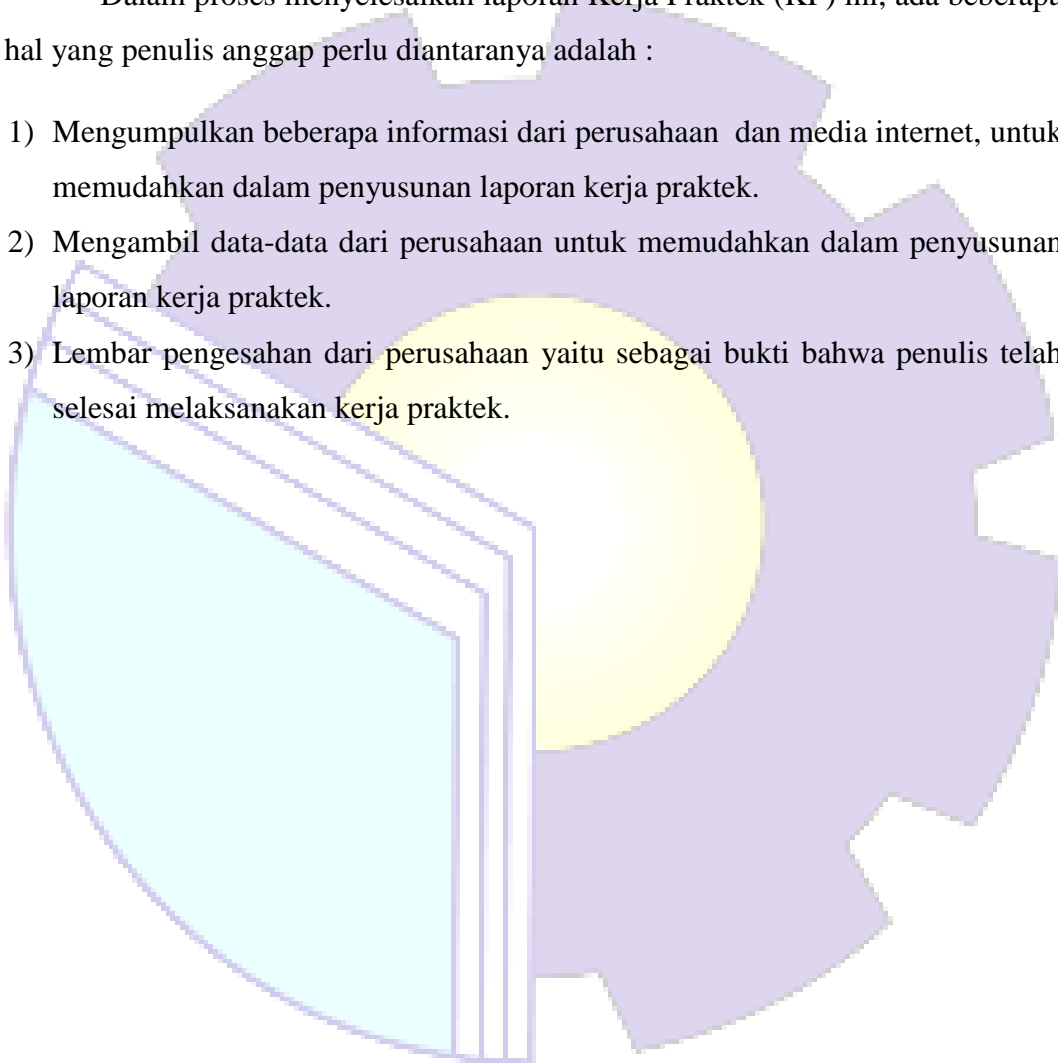 Dalam proses menyelesaikan laporan Kerja Praktek (KP) ini, ada beberapa
hal yang penulis anggap perlu diantaranya adalah :
1) Mengumpulkan beberapa informasi dari perusahaan dan media internet, untuk
memudahkan dalam penyusunan laporan kerja praktek.
2) Mengambil data-data dari perusahaan untuk memudahkan dalam penyusunan
laporan kerja praktek.
3) Lembar pengesahan dari perusahaan yaitu sebagai bukti bahwa penulis telah
selesai melaksanakan kerja praktek.